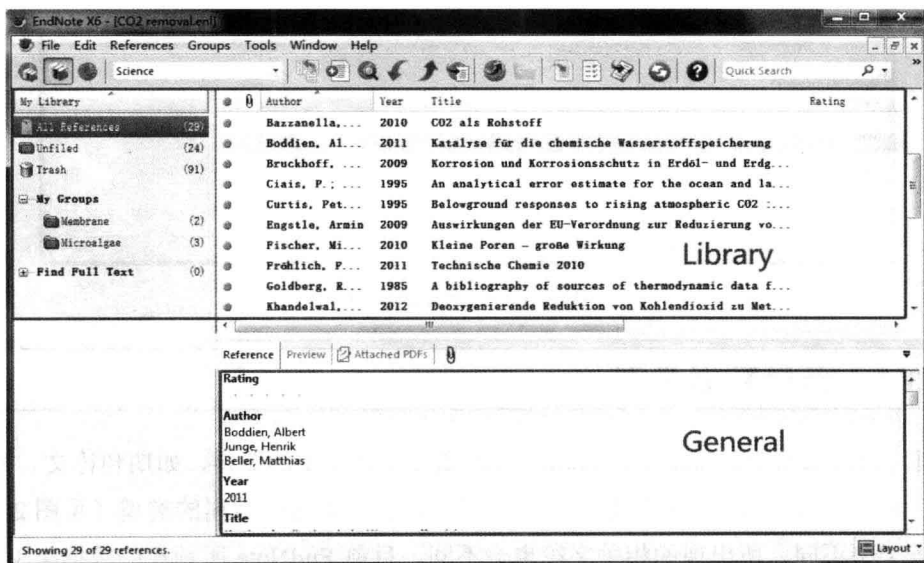 EndNote X6 - [CO2 removal.enl]
File Edit References Groups Tools Window Help
Science
Quick Search
My Library
Author Year Title Rating
All References (29)
Unfiled (24)
Trash (91)
My Groups
Membrane (2)
Microalgae (3)
Find Full Text (0)
Bazzanella,... 2010 CO2 als Rohstoff
Boddien, Al... 2011 Katalyse für die chemische Wasserstoffspeicherung
Bruckhoff, ... 2009 Korrosion und Korrosionsschutz in Erdöl- und Erdg...
Ciais, P.; ... 1995 An analytical error estimate for the ocean and la...
Curtis, Pet... 1995 Belowground responses to rising atmospheric CO2 :...
Engstle, Armin 2009 Auswirkungen der EU-Verordnung zur Reduzierung vo...
Fischer, Mi... 2010 Kleine Poren - große Wirkung
Fröhlich, F... 2011 Technische Chemie 2010
Goldberg, R... 1985 A bibliography of sources of thermodynamic data f...
Khandelwal,... 2012 Deoxygenierende Reduktion von Kohlendioxid zu Met...
Library
Reference Preview Attached PDFs
Rating
Author
Boddien, Albert
Junge, Henrik
Beller, Matthias
Year
2011
Title
General
Showing 29 of 29 references.
Layout